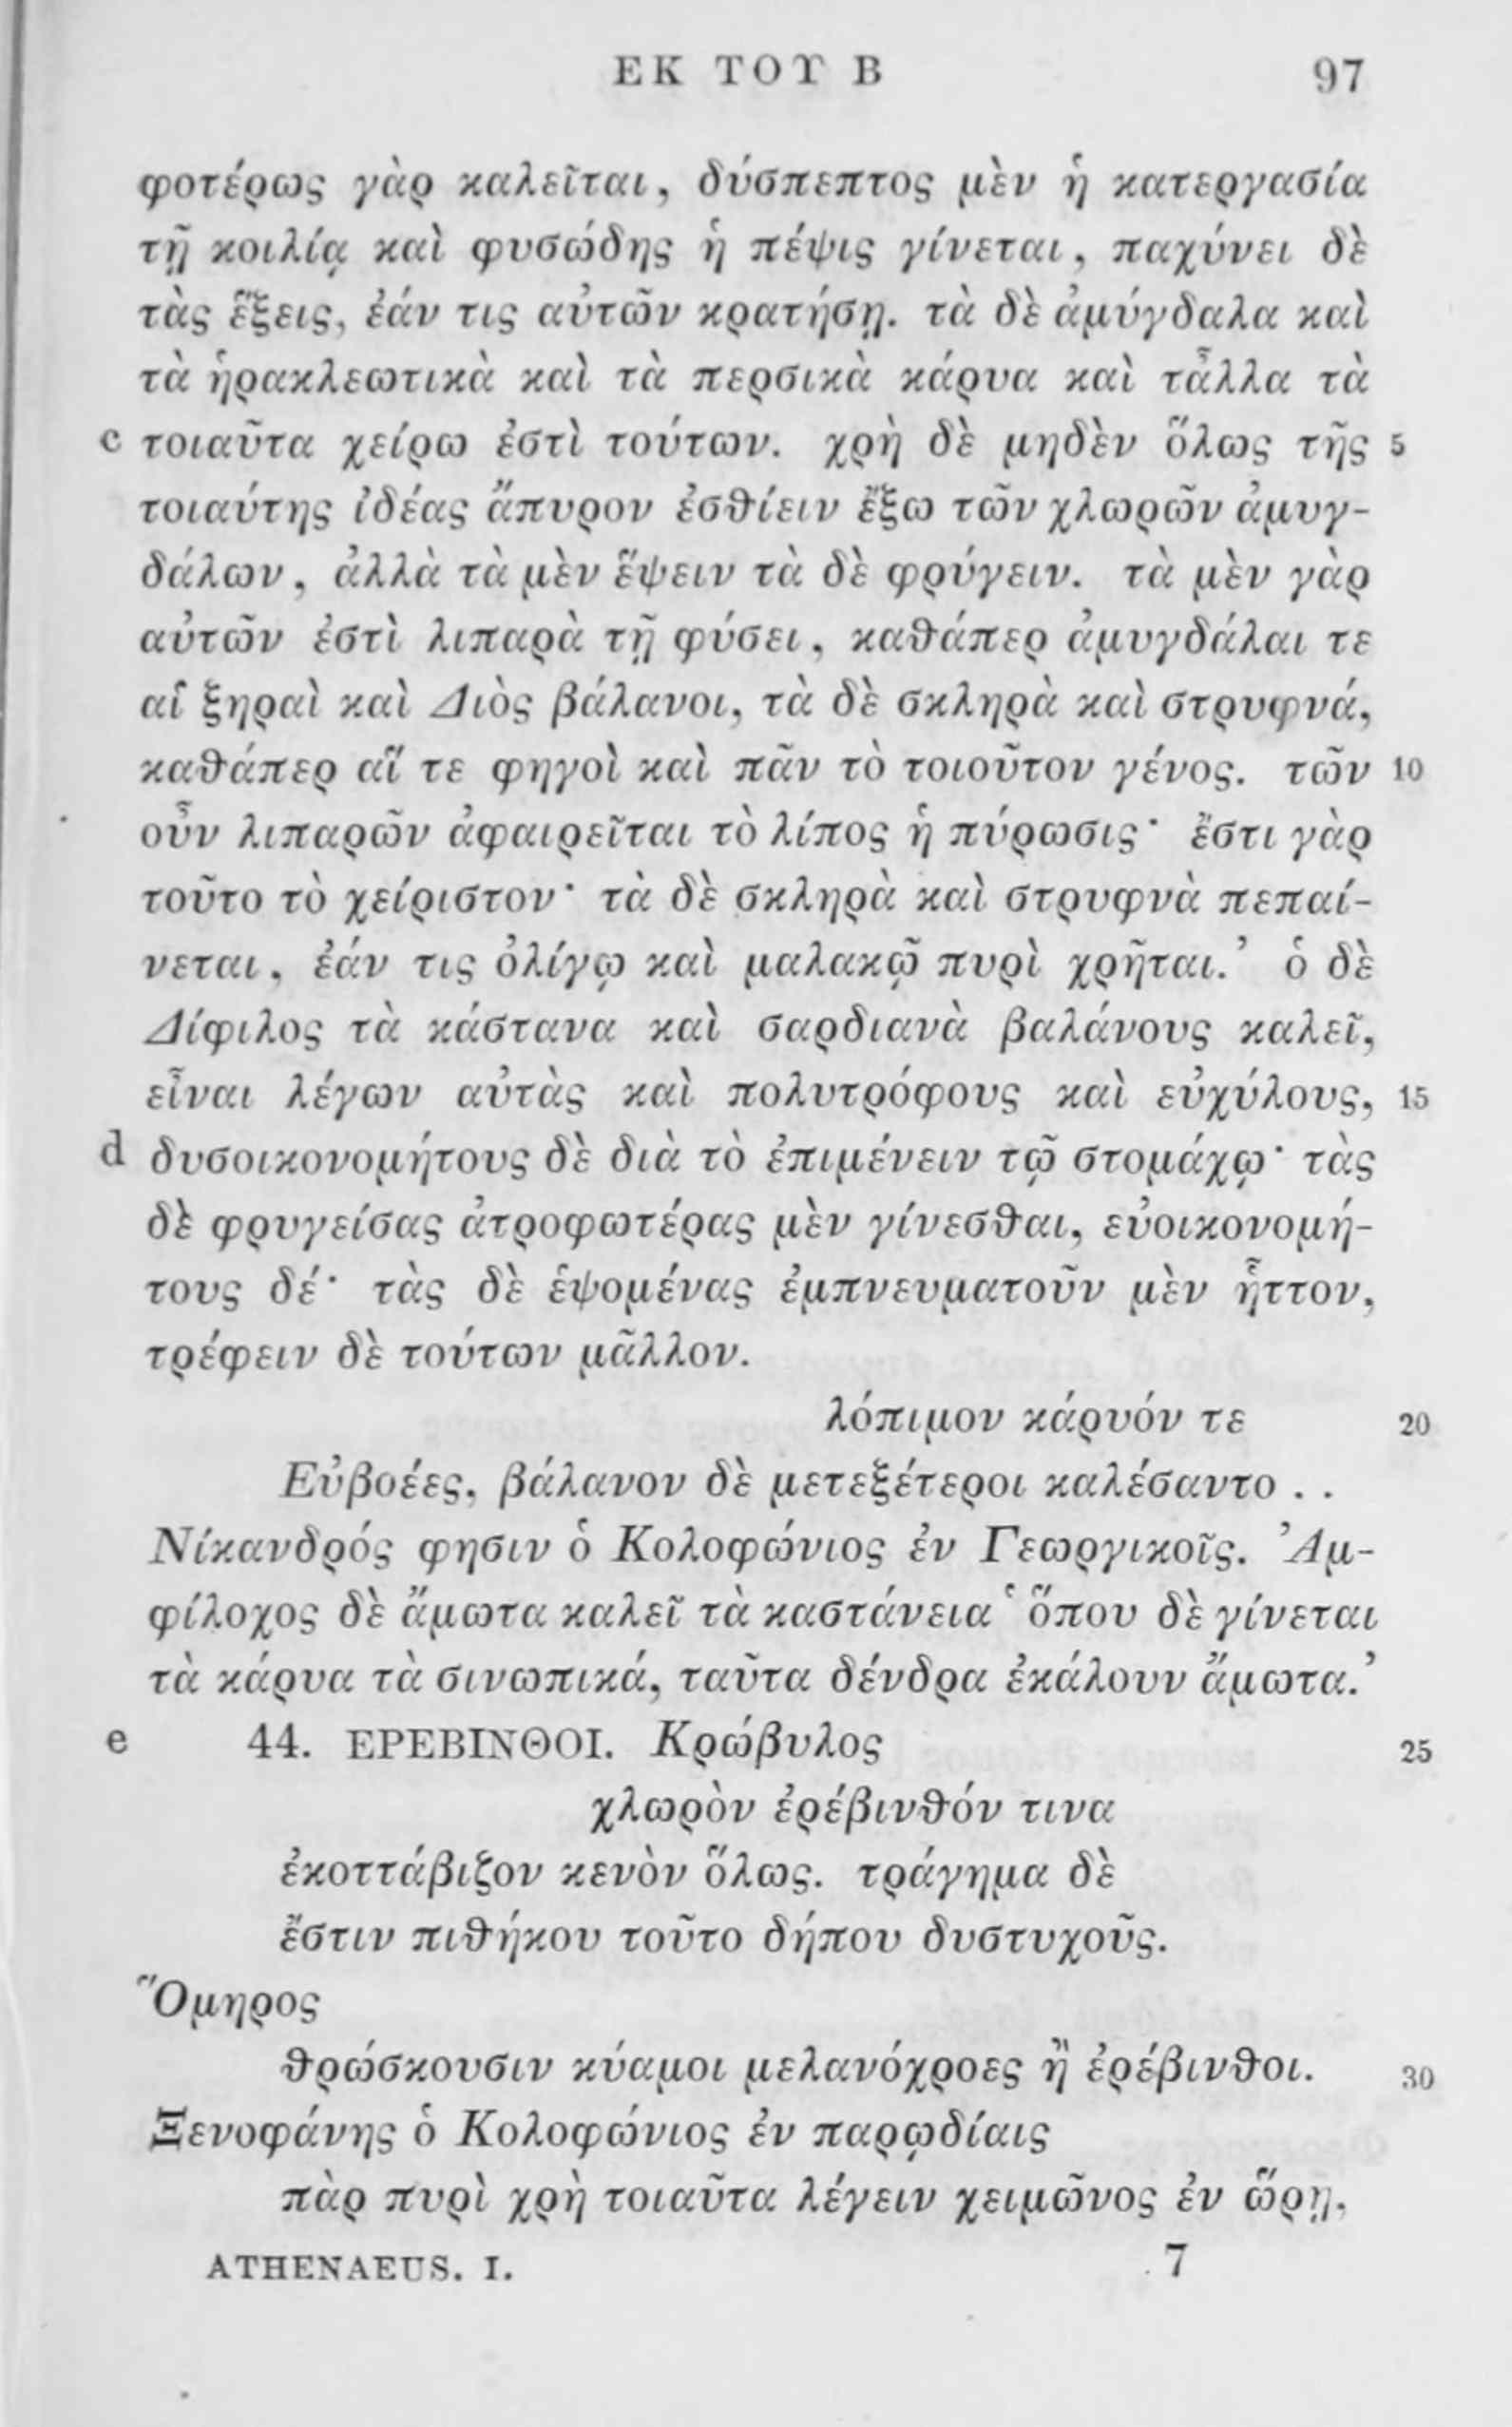 ΕΚ ΤΟΥ Β 97
φοτέρως γὰρ καλεῖται, δύσπεπτος μὲν ἡ κατεργασία
τῇ κοιλίᾳ καὶ φυσώδης ἡ πέψις γίνεται, παχύνει δὲ
τὰς ἕξεις, ἐάν τις αὐτῶν κρατήσῃ. τὰ δὲ ἀμύγδαλα καὶ
τὰ ἡρακλεωτικὰ καὶ τὰ περσικὰ κάρυα καὶ τἆλλα τὰ
c τοιαῦτα χείρω ἐστὶ τούτων. χρὴ δὲ μηδὲν ὅλως τῆς 5
τοιαύτης ἰδέας ἄπυρον ἐσθίειν ἔξω τῶν χλωρῶν ἀμυγ-
δάλων, ἀλλὰ τὰ μὲν ἕψειν τὰ δὲ φρύγειν. τὰ μὲν γὰρ
αὐτῶν ἐστὶ λιπαρὰ τῇ φύσει, καθάπερ ἀμυγδάλαι τε
αἱ ξηραὶ καὶ Διὸς βάλανοι, τὰ δὲ σκληρὰ καὶ στρυφνά,
καθάπερ αἵ τε φηγοὶ καὶ πᾶν τὸ τοιοῦτον γένος. τῶν 10
οὖν λιπαρῶν ἀφαιρεῖται τὸ λίπος ἡ πύρωσις· ἔστι γὰρ
τοῦτο τὸ χείριστον· τὰ δὲ σκληρὰ καὶ στρυφνὰ πεπαί-
νεται, ἐάν τις ὀλίγῳ καὶ μαλακῷ πυρὶ χρῆται.’ ὁ δὲ
Δίφιλος τὰ κάστανα καὶ σαρδιανὰ βαλάνους καλεῖ,
εἶναι λέγων αὐτὰς καὶ πολυτρόφους καὶ εὐχύλους, 15
d δυσοικονομήτους δὲ διὰ τὸ ἐπιμένειν τῷ στομάχῳ· τὰς
δὲ φρυγείσας ἀτροφωτέρας μὲν γίνεσθαι, εὐοικονομή-
τους δέ· τὰς δὲ ἑψομένας ἐμπνευματοῦν μὲν ἧττον,
τρέφειν δὲ τούτων μᾶλλον.
λόπιμον κάρυόν τε 20
Εὐβοέες, βάλανον δὲ μετεξέτεροι καλέσαντο . .
Νίκανδρός φησιν ὁ Κολοφώνιος ἐν Γεωργικοῖς. Ἀμ-
φίλοχος δὲ ἄμωτα καλεῖ τὰ καστάνεια ‘ὅπου δὲ γίνεται
τὰ κάρυα τὰ σινωπικά, ταῦτα δένδρα ἐκάλουν ἄμωτα.’
e 44. ΕΡΕΒΙΝΘΟΙ. Κρώβυλος 25
χλωρὸν ἐρέβινθόν τινα
ἐκοττάβιζον κενὸν ὅλως. τράγημα δὲ
ἔστιν πιθήκου τοῦτο δήπου δυστυχοῦς.
Ὅμηρος
θρώσκουσιν κύαμοι μελανόχροες ἢ ἐρέβινθοι. 30
Ξενοφάνης ὁ Κολοφώνιος ἐν παρῳδίαις
πὰρ πυρὶ χρὴ τοιαῦτα λέγειν χειμῶνος ἐν ὥρῃ,
ATHENAEUS. I. 7